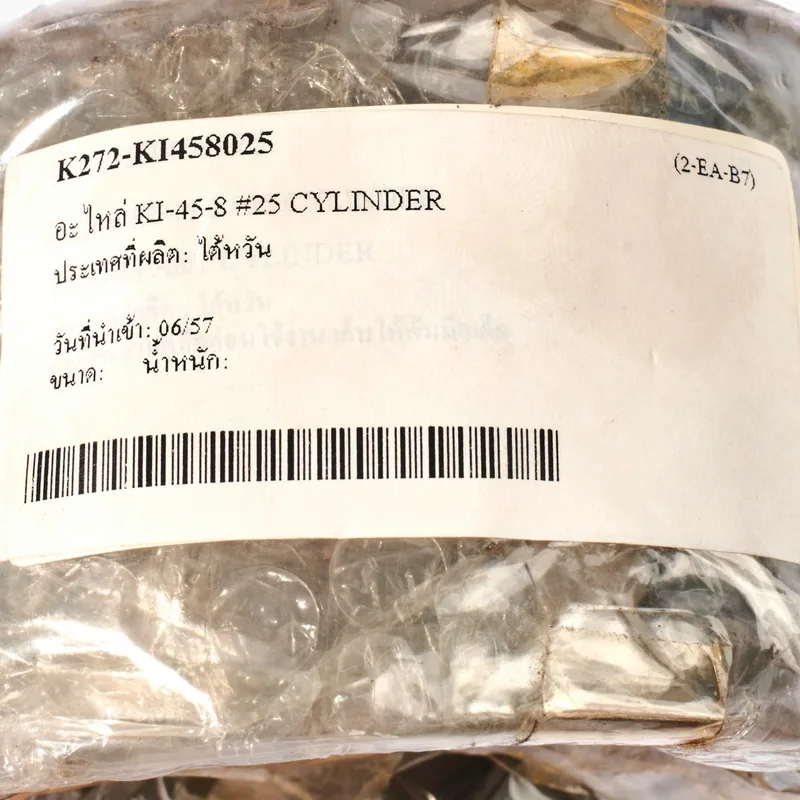 K272-KI458025
(2-EA-B7)
อะไหล่ KI-45-8 #25 CYLINDER
ประเทศที่ผลิต: ไต้หวัน
วันที่นำเข้า: 06/57
ขนาด: น้ำหนัก: